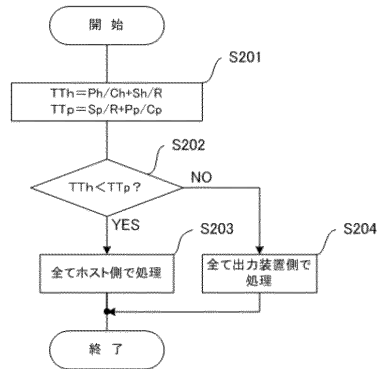 開 始
S201
TTh=Ph/Ch+Sh/R
TTp=Sp/R+Pp/Cp
S202
TTh<TTp?
NO
YES
S203
S204
全てホスト側で処理
全て出力装置側で
処理
終 了